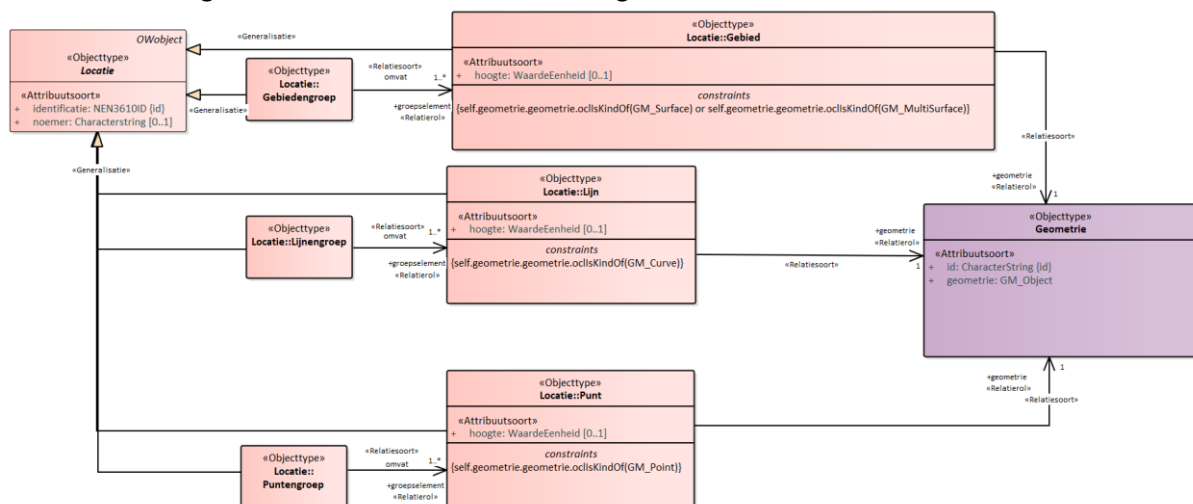 OWobject
«Objecttype»
Locatie
«Attribuutsoort»
+ identificatie: NEN3610ID {id}
+ noemer: Characterstring [0..1]
«Generalisatie»
«Generalisatie»
«Generalisatie»
«Objecttype»
Locatie::
Gebiedengroep
«Relatiesoort»
omvat
1..*
+groepselement
«Relatierol»
«Objecttype»
Locatie::Gebied
«Attribuutsoort»
+ hoogte: WaardeEenheid [0..1]
constraints
{self.geometrie.geometrie.oclIsKindOf(GM_Surface) or self.geometrie.geometrie.oclIsKindOf(GM_MultiSurface)}
«Relatiesoort»
+geometrie
«Relatierol»
1
«Objecttype»
Locatie::Lijnengroep
«Relatiesoort»
omvat
1..*
+groepselement
«Relatierol»
«Objecttype»
Locatie::Lijn
«Attribuutsoort»
+ hoogte: WaardeEenheid [0..1]
constraints
{self.geometrie.geometrie.oclIsKindOf(GM_Curve)}
«Relatiesoort»
+geometrie
«Relatierol»
1
«Objecttype»
Geometrie
«Attribuutsoort»
+ id: CharacterString {id}
+ geometrie: GM_Object
«Objecttype»
Locatie::
Puntengroep
«Relatiesoort»
omvat
1..*
+groepselement
«Relatierol»
«Objecttype»
Locatie::Punt
«Attribuutsoort»
+ hoogte: WaardeEenheid [0..1]
constraints
{self.geometrie.geometrie.oclIsKindOf(GM_Point)}
+geometrie
«Relatierol»
1
«Relatiesoort»